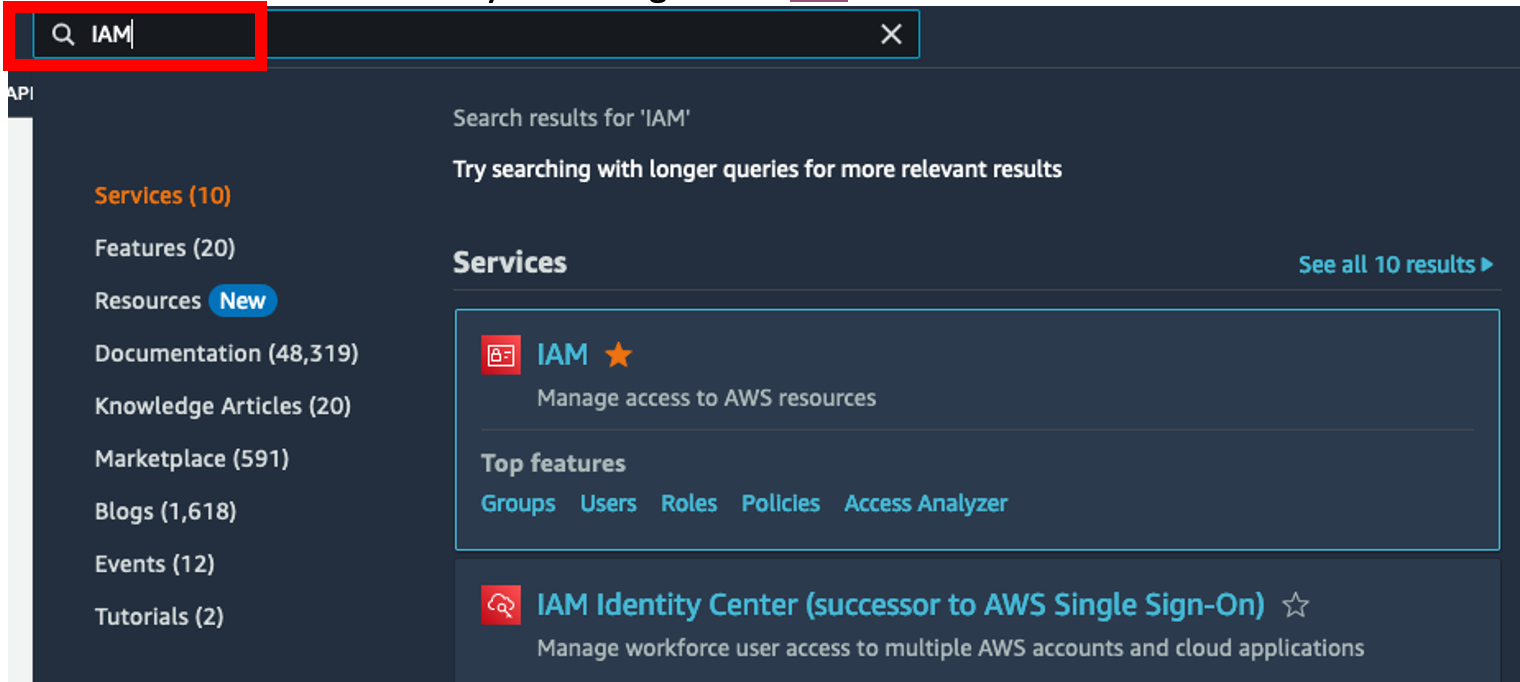 IAM
API
Search results for 'IAM'
Try searching with longer queries for more relevant results
Services (10)
Features (20)
Resources New
Documentation (48,319)
Knowledge Articles (20)
Marketplace (591)
Blogs (1,618)
Events (12)
Tutorials (2)
Services
See all 10 results
IAM
Manage access to AWS resources
Top features
Groups Users Roles Policies Access Analyzer
IAM Identity Center (successor to AWS Single Sign-On)
Manage workforce user access to multiple AWS accounts and cloud applications